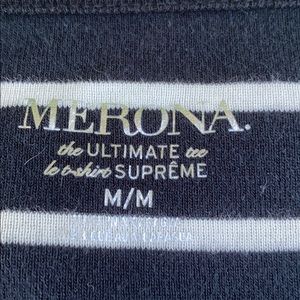 MERONA.
the ULTIMATE tee
le t-shirt SUPRÊME
M/M